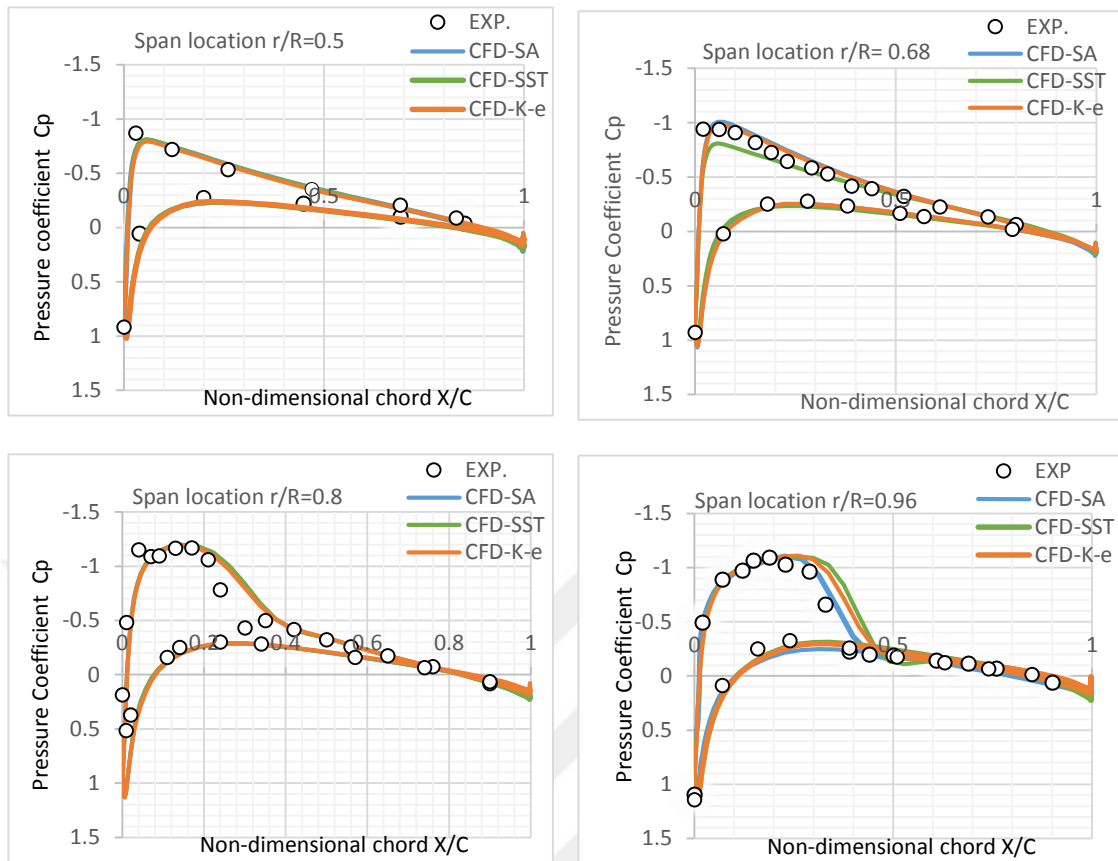 Span location r/R=0.5
EXP.
CFD-SA
CFD-SST
CFD-K-e
-1.5
-1
-0.5
0
0.5
1
1.5
0
0.5
1
Pressure coefficient Cp
Non-dimensional chord X/C
Span location r/R= 0.68
EXP.
CFD-SA
CFD-SST
CFD-K-e
-1.5
-1
-0.5
0
0.5
1
1.5
0
0.5
1
Pressure Coefficient Cp
Non-dimensional chord X/C
Span location r/R=0.8
EXP.
CFD-SA
CFD-SST
CFD-K-e
-1.5
-1
-0.5
0
0.5
1
1.5
0
0.2
0.4
0.6
0.8
1
Pressure Coefficient Cp
Non-dimensional chord X/C
Span location r/R=0.96
EXP
CFD-SA
CFD-SST
CFD-K-e
-1.5
-1
-0.5
0
0.5
1
1.5
0
0.5
1
Pressure Coefficient Cp
Non-dimensional chord X/C